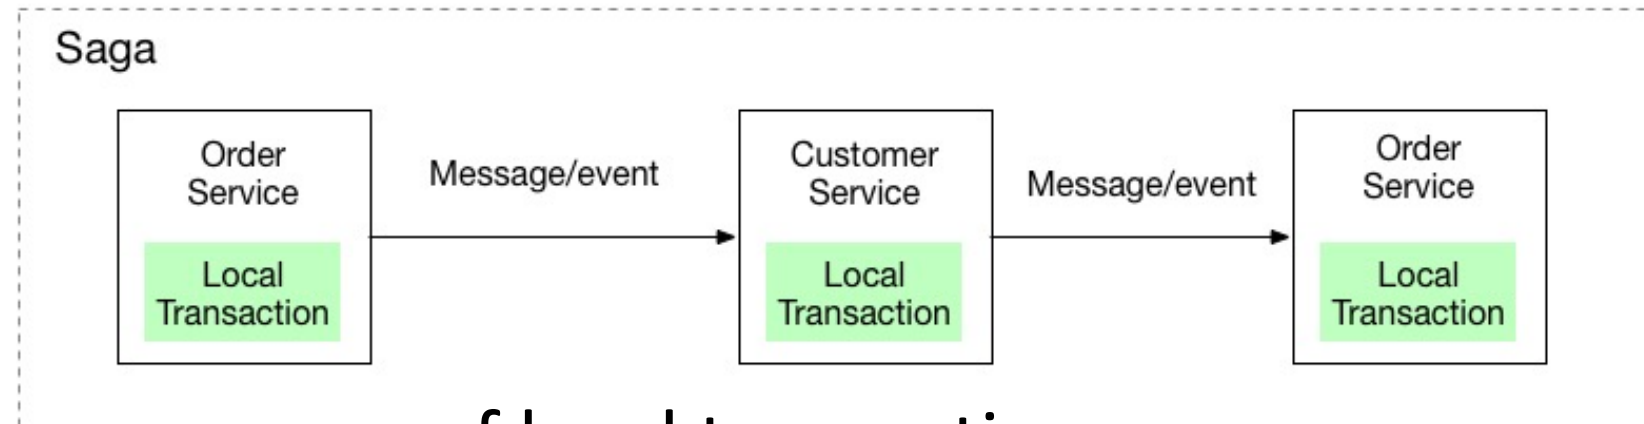 Saga
Order
Service
Message/event
Customer
Service
Message/event
Order
Service
Local
Transaction
Local
Transaction
Local
Transaction